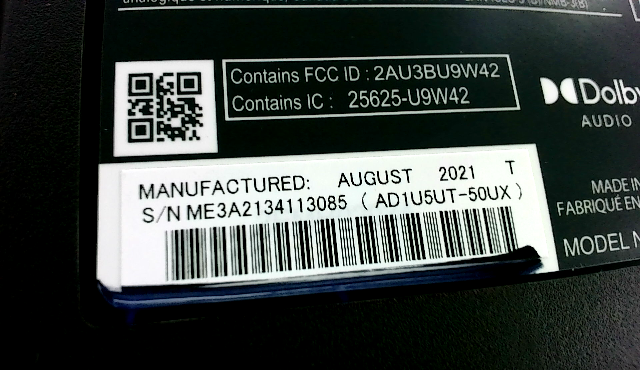 Contains FCC ID : 2AU3BU9W42
Contains IC : 25625-U9W42
Dolby
AUDIO
MANUFACTURED: AUGUST 2021 T
S/N ME3A2134113085 ( AD1U5UT-50UX )
MADE IN
FABRIQUÉ EN
MODEL N